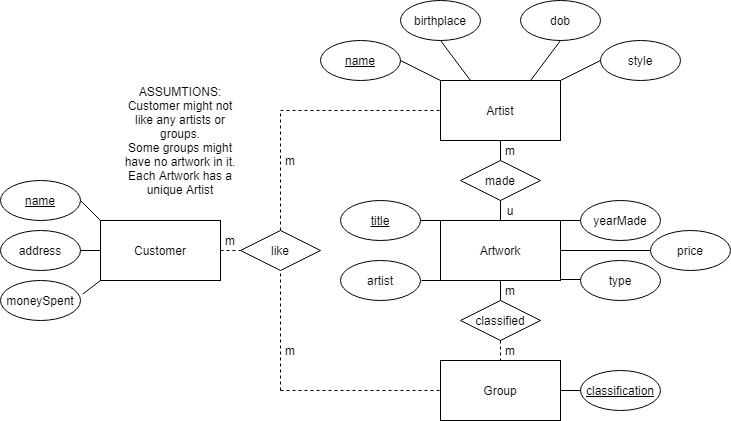 birthplace
dob
name
style
ASSUMTIONS:
Customer might not
like any artists or
groups.
Some groups might
have no artwork in it.
Each Artwork has a
unique Artist
Artist
m
m
made
name
u
title
yearMade
address
Customer
m
like
artist
Artwork
price
type
moneySpent
m
classified
m
m
Group
classification